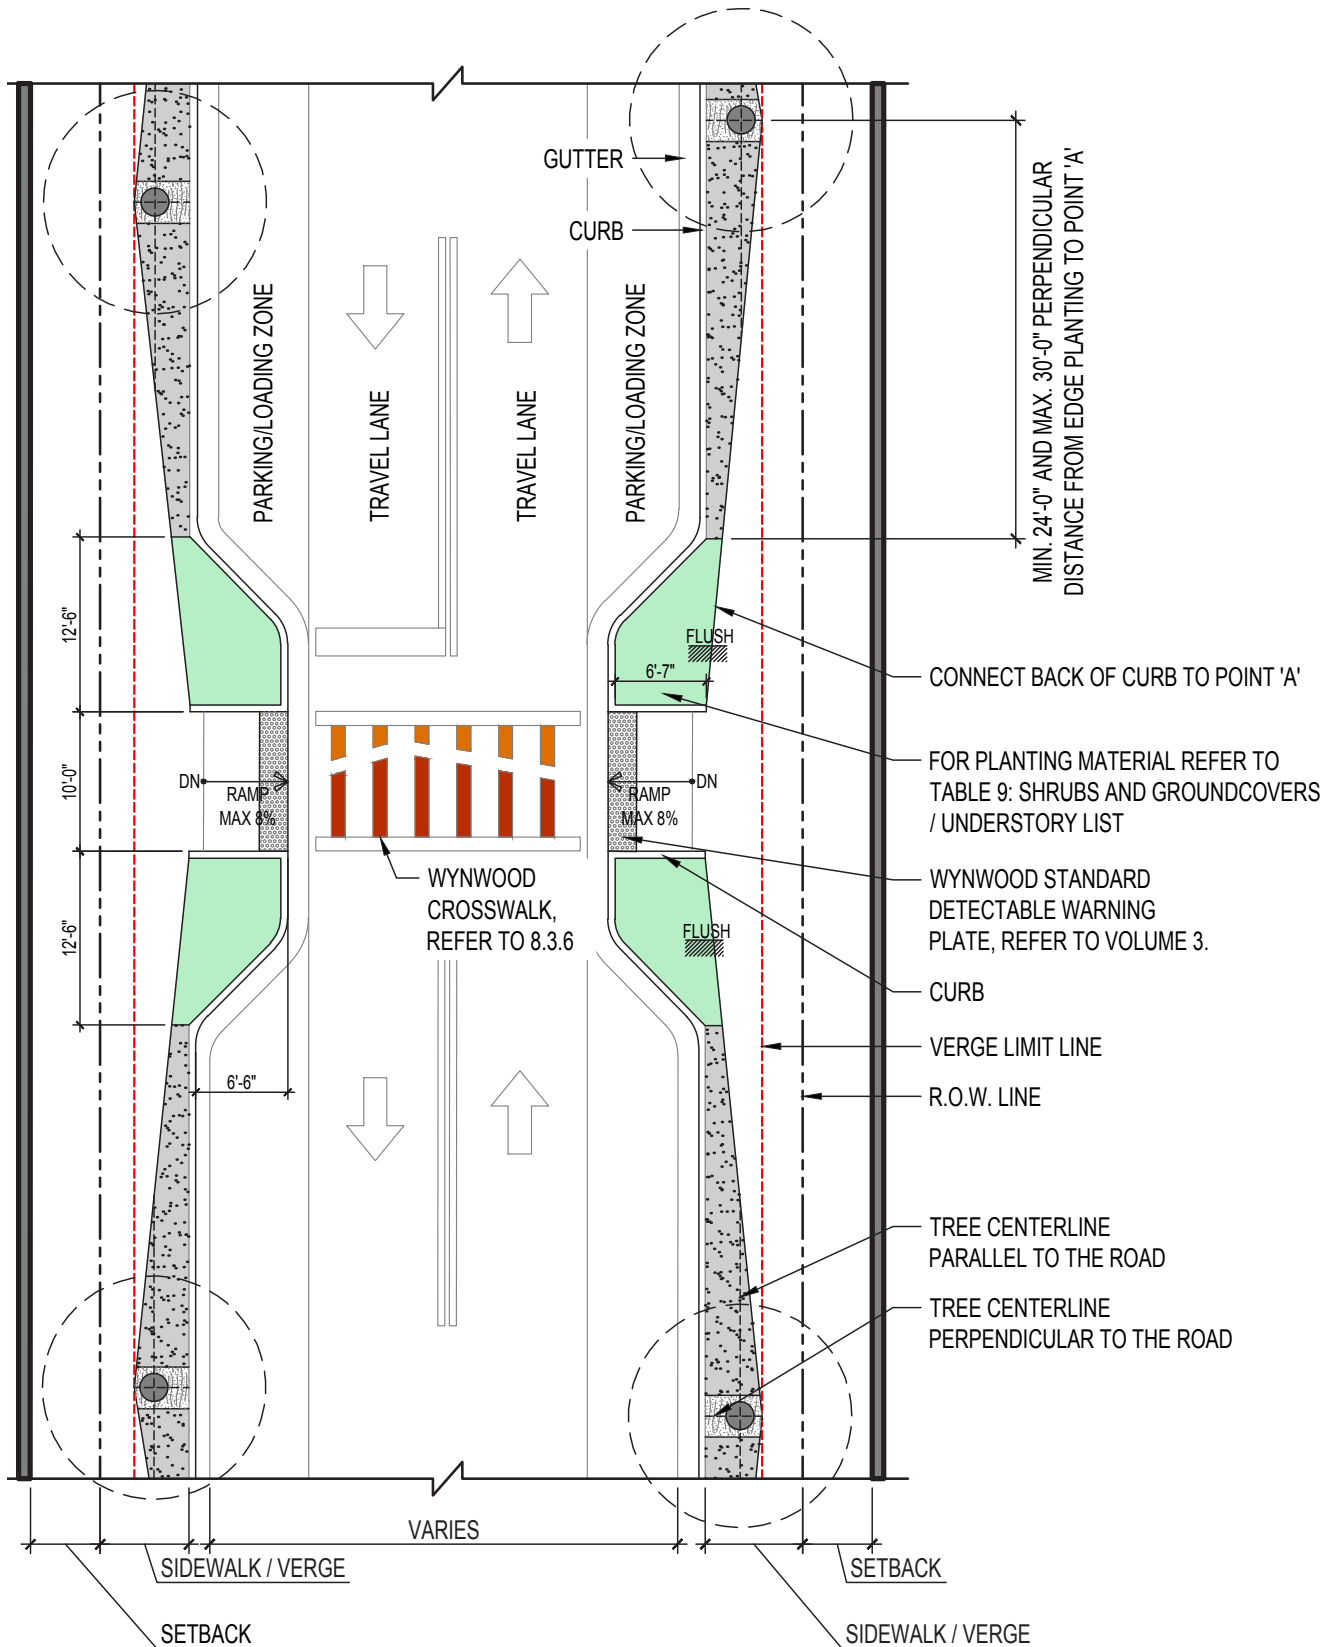 GUTTER
CURB
MIN. 24'-0" AND MAX. 30'-0" PERPENDICULAR
DISTANCE FROM EDGE PLANTING TO POINT 'A'
PARKING/LOADING ZONE
TRAVEL LANE
TRAVEL LANE
PARKING/LOADING ZONE
12'-6"
FLUSH
6'-7"
CONNECT BACK OF CURB TO POINT 'A'
FOR PLANTING MATERIAL REFER TO
TABLE 9: SHRUBS AND GROUNDCOVERS
/ UNDERSTORY LIST
10'-0"
DN
RAMP
MAX 8%
DN
RAMP
MAX 8%
WYNWOOD
CROSSWALK,
REFER TO 8.3.6
WYNWOOD STANDARD
DETECTABLE WARNING
PLATE, REFER TO VOLUME 3.
12'-6"
FLUSH
CURB
VERGE LIMIT LINE
6'-6"
R.O.W. LINE
TREE CENTERLINE
PARALLEL TO THE ROAD
TREE CENTERLINE
PERPENDICULAR TO THE ROAD
VARIES
SIDEWALK / VERGE
SETBACK
SETBACK
SIDEWALK / VERGE